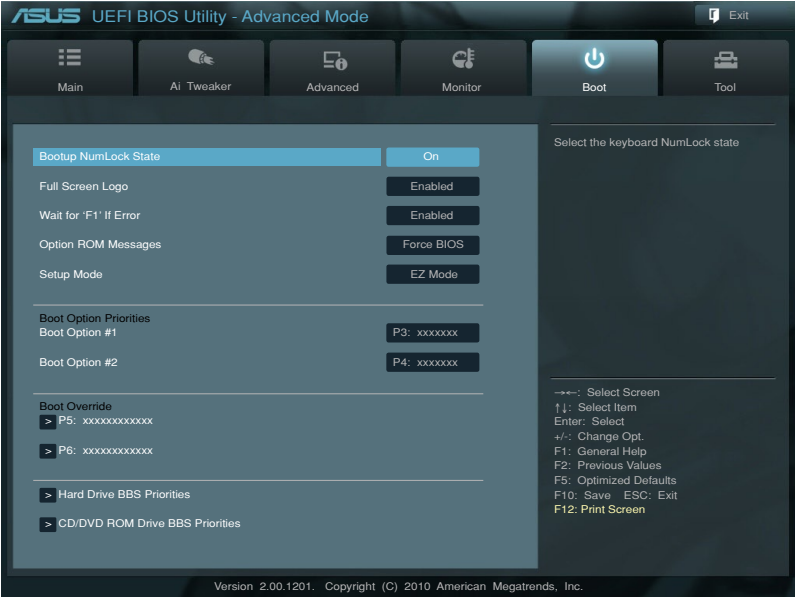 ASUS UEFI BIOS Utility - Advanced Mode
Exit
Main
Ai Tweaker
Advanced
Monitor
Boot
Tool
Bootup NumLock State On
Full Screen Logo Enabled
Wait for ‘F1’ If Error Enabled
Option ROM Messages Force BIOS
Setup Mode EZ Mode
Boot Option Priorities
Boot Option #1 P3: xxxxxxx
Boot Option #2 P4: xxxxxxx
Boot Override
> P5: xxxxxxxxxxxx
> P6: xxxxxxxxxxxx
> Hard Drive BBS Priorities
> CD/DVD ROM Drive BBS Priorities
Select the keyboard NumLock state
→←: Select Screen
↑↓: Select Item
Enter: Select
+/-: Change Opt.
F1: General Help
F2: Previous Values
F5: Optimized Defaults
F10: Save ESC: Exit
F12: Print Screen
Version 2.00.1201. Copyright (C) 2010 American Megatrends, Inc.